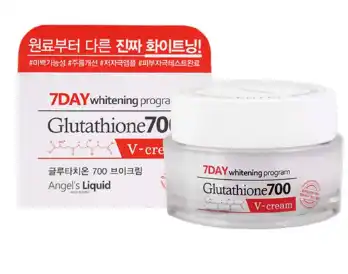 원료부터 다른 진짜 화이트닝!
#미백기능성 #주름개선 #저자극앰플 #피부자극테스트완료
7DAY whitening program
Glutathione700
V-cream
글루타치온 700 브이크림
Angel's Liquid
7DAY whitening program
Glutathione700
V-cream